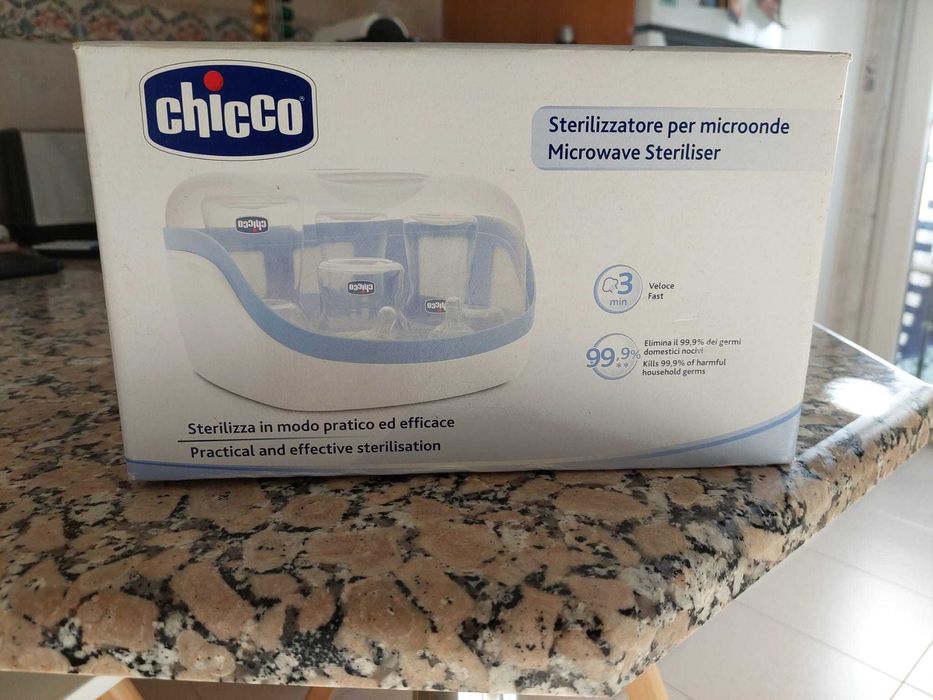 chicco
Sterilizzatore per microonde
Microwave Steriliser
chicco
chicco
chicco
3
min
Veloce
Fast
99,9%
**
Elimina il 99,9% dei germi
domestici nocivi
Kills 99,9% of harmful
household germs
Sterilizza in modo pratico ed efficace
Practical and effective sterilisation